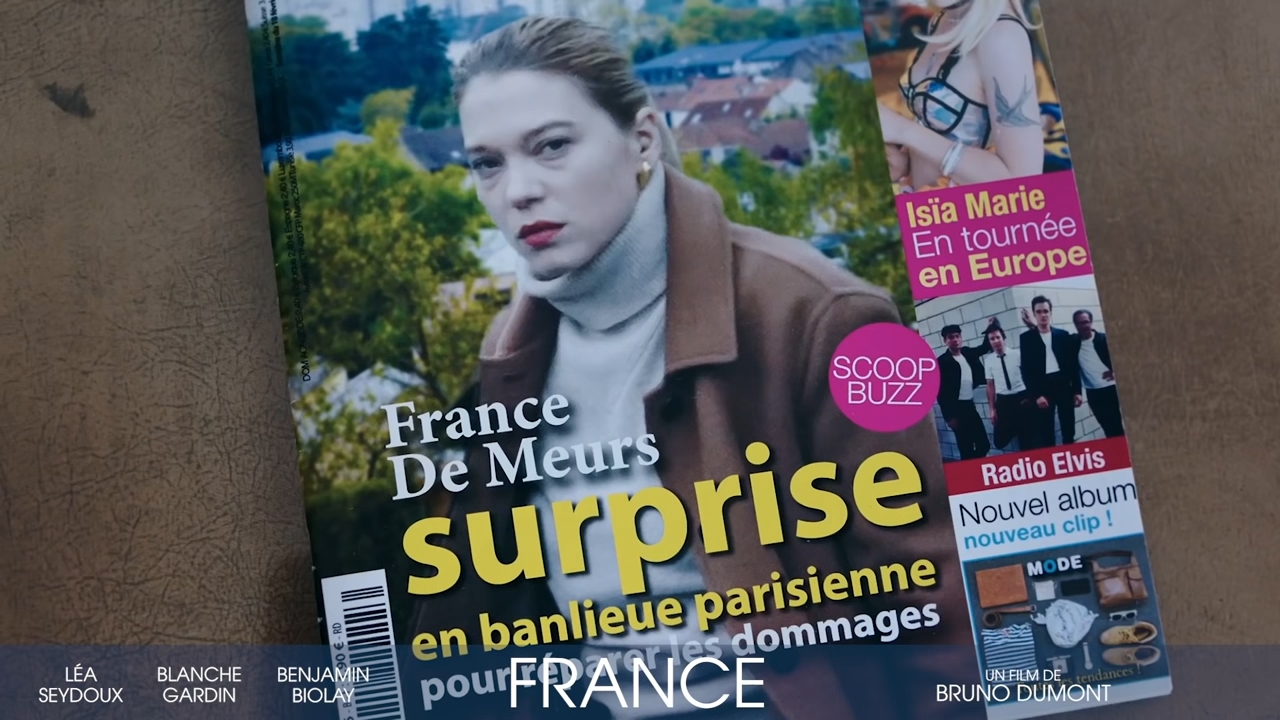 France
De Meurs
surprise
en banlieue parisienne
pour réparer les dommages
SCOOP
BUZZ
Isïa Marie
En tournée
en Europe
Radio Elvis
Nouvel album
nouveau clip !
MODE
tendances !
LÉA
SEYDOUX
BLANCHE
GARDIN
BENJAMIN
BIOLAY
FRANCE
UN FILM DE
BRUNO DUMONT